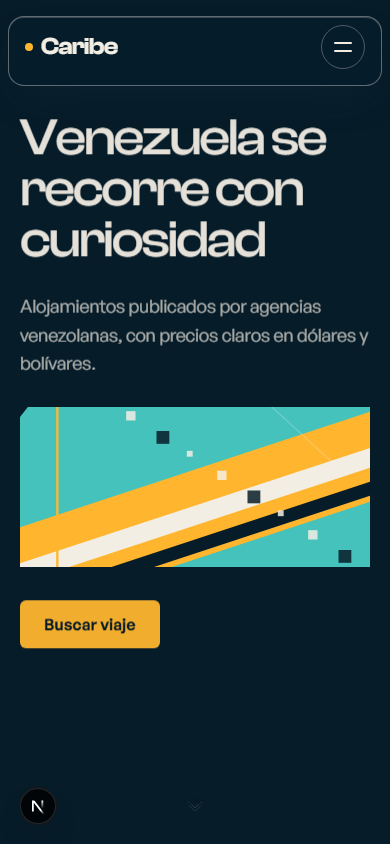 Caribe
Venezuela se
recorre con
curiosidad
Alojamientos publicados por agencias
venezolanas, con precios claros en dólares y
bolívares.
Buscar viaje
N